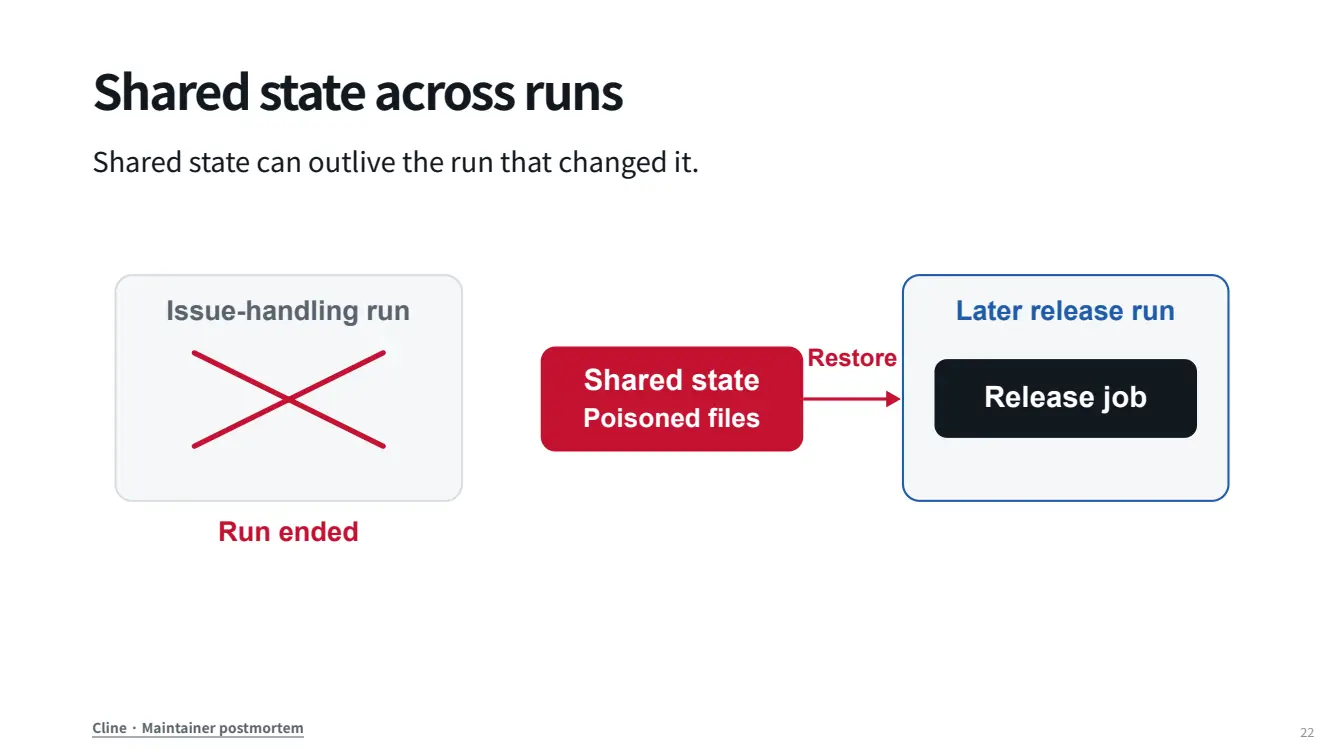 Shared state across runs
Shared state can outlive the run that changed it.
Issue-handling run
Run ended
Shared state
Poisoned files
Restore
Later release run
Release job
Cline · Maintainer postmortem
22